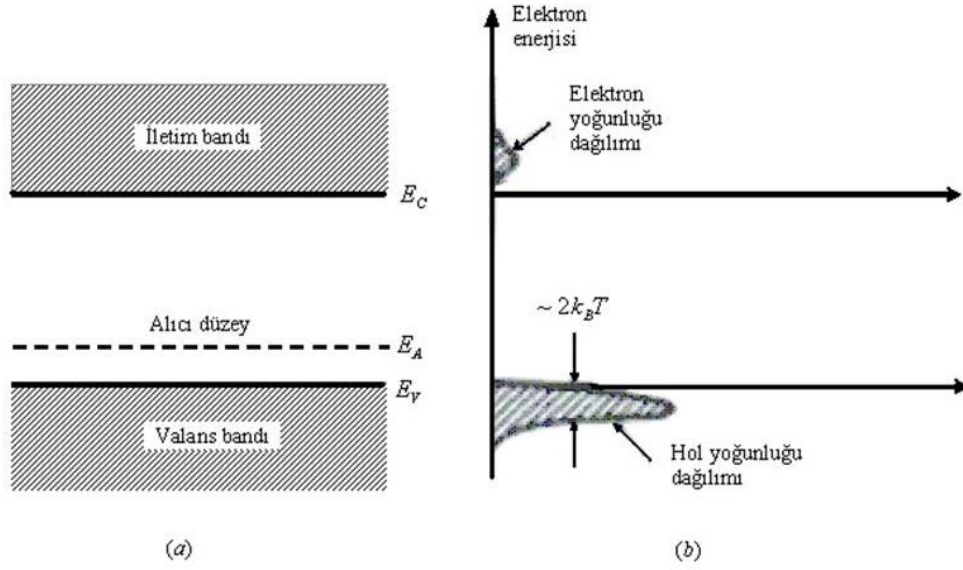 İletim bandı
E_C
Alıcı düzey
E_A
E_V
Valans bandı
(a)
Elektron
enerjisi
Elektron
yoğunluğu
dağılımı
~ 2k_BT
Hol yoğunluğu
dağılımı
(b)